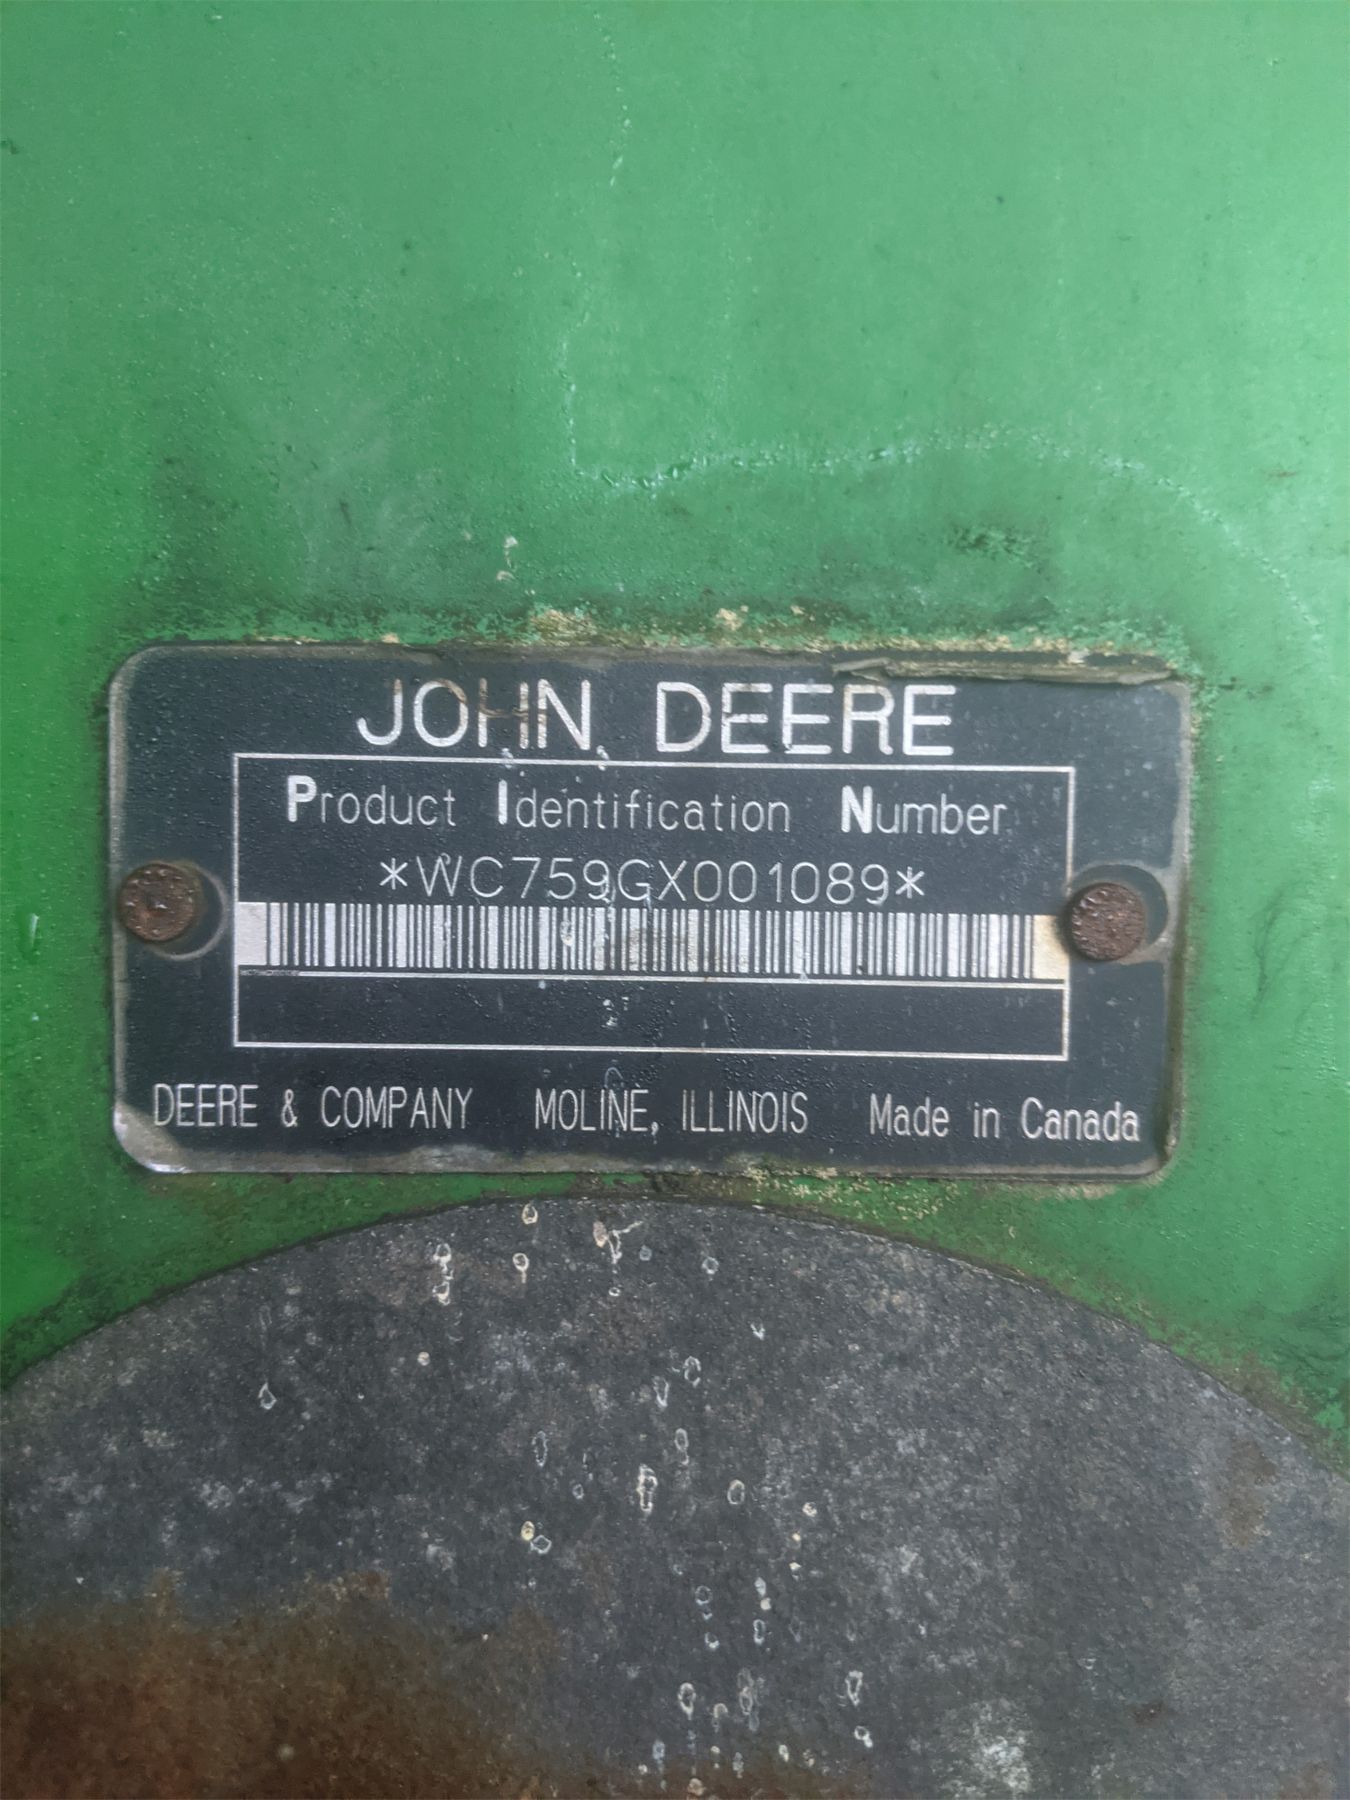 JOHN DEERE
Product Identification Number
*WC759GX001089*
DEERE & COMPANY MOLINE, ILLINOIS Made in Canada